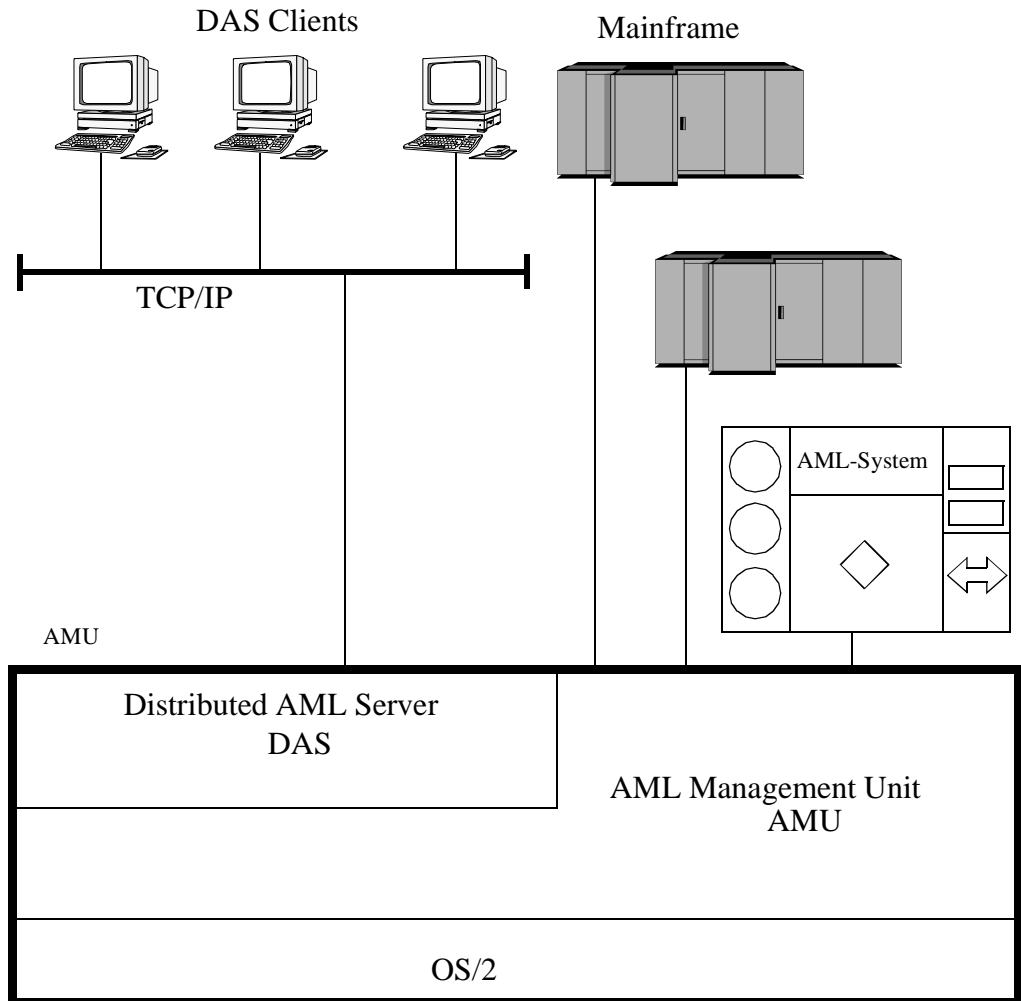 DAS Clients
Mainframe
TCP/IP
AML-System
AMU
Distributed AML Server
DAS
AML Management Unit
AMU
OS/2